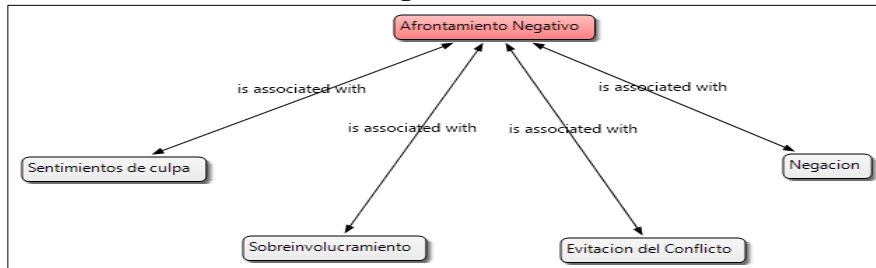 Afrontamiento Negativo
is associated with
is associated with
is associated with
is associated with
Sentimientos de culpa
Negacion
Sobreinvolucramiento
Evitacion del Conflicto